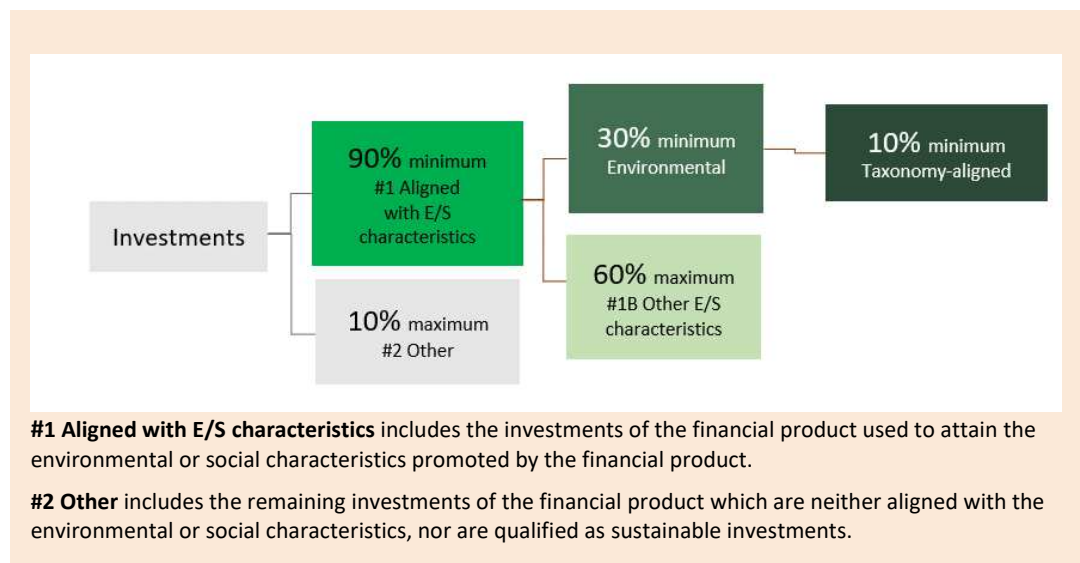 Investments
90% minimum
#1 Aligned
with E/S
characteristics
10% maximum
#2 Other
30% minimum
Environmental
60% maximum
#1B Other E/S
characteristics
10% minimum
Taxonomy-aligned
#1 Aligned with E/S characteristics includes the investments of the financial product used to attain the
environmental or social characteristics promoted by the financial product.
#2 Other includes the remaining investments of the financial product which are neither aligned with the
environmental or social characteristics, nor are qualified as sustainable investments.